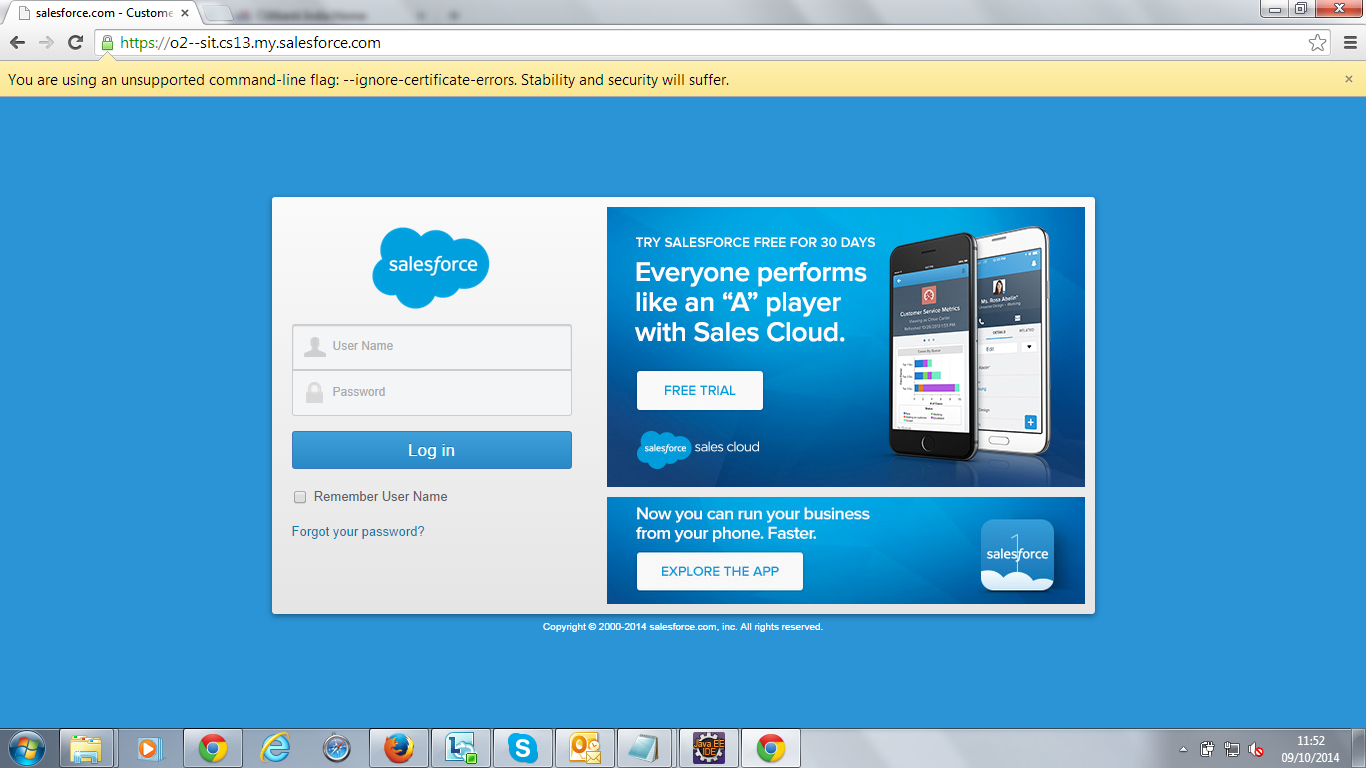 salesforce.com - Custome
https://o2--sit.cs13.my.salesforce.com
You are using an unsupported command-line flag: --ignore-certificate-errors. Stability and security will suffer.
salesforce
User Name
Password
Log in
Remember User Name
Forgot your password?
TRY SALESFORCE FREE FOR 30 DAYS
Everyone performs
like an “A” player
with Sales Cloud.
FREE TRIAL
salesforce sales cloud
Customer Service Metrics
Ms. Rosa Abelin
DETAILS
RELATED
Edit
Now you can run your business
from your phone. Faster.
EXPLORE THE APP
1
salesforce
Copyright © 2000-2014 salesforce.com, inc. All rights reserved.
Java EE
IDE
11:52
09/10/2014